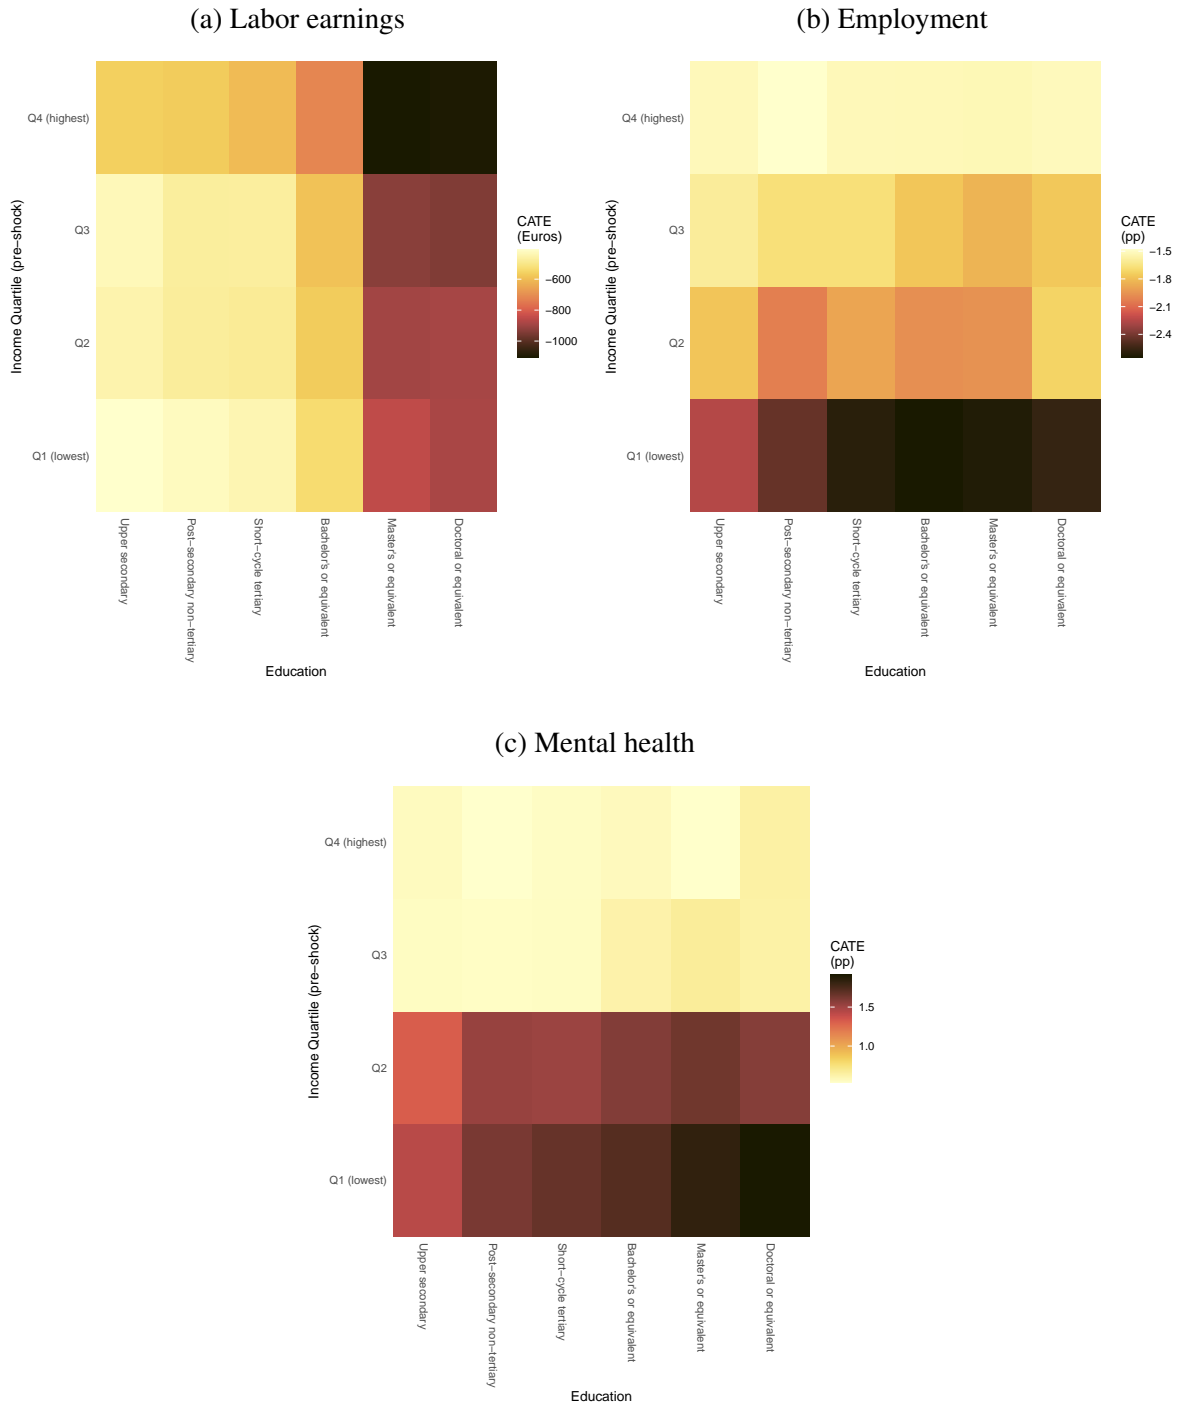 (a) Labor earnings
Income Quartile (pre−shock)
Q4 (highest)
Q3
Q2
Q1 (lowest)
Upper secondary
Post−secondary non−tertiary
Short−cycle tertiary
Bachelor's or equivalent
Master's or equivalent
Doctoral or equivalent
Education
CATE
(Euros)
−600
−800
−1000
(b) Employment
Income Quartile (pre−shock)
Q4 (highest)
Q3
Q2
Q1 (lowest)
Upper secondary
Post−secondary non−tertiary
Short−cycle tertiary
Bachelor's or equivalent
Master's or equivalent
Doctoral or equivalent
Education
CATE
(pp)
−1.5
−1.8
−2.1
−2.4
(c) Mental health
Income Quartile (pre−shock)
Q4 (highest)
Q3
Q2
Q1 (lowest)
Upper secondary
Post−secondary non−tertiary
Short−cycle tertiary
Bachelor's or equivalent
Master's or equivalent
Doctoral or equivalent
Education
CATE
(pp)
1.5
1.0